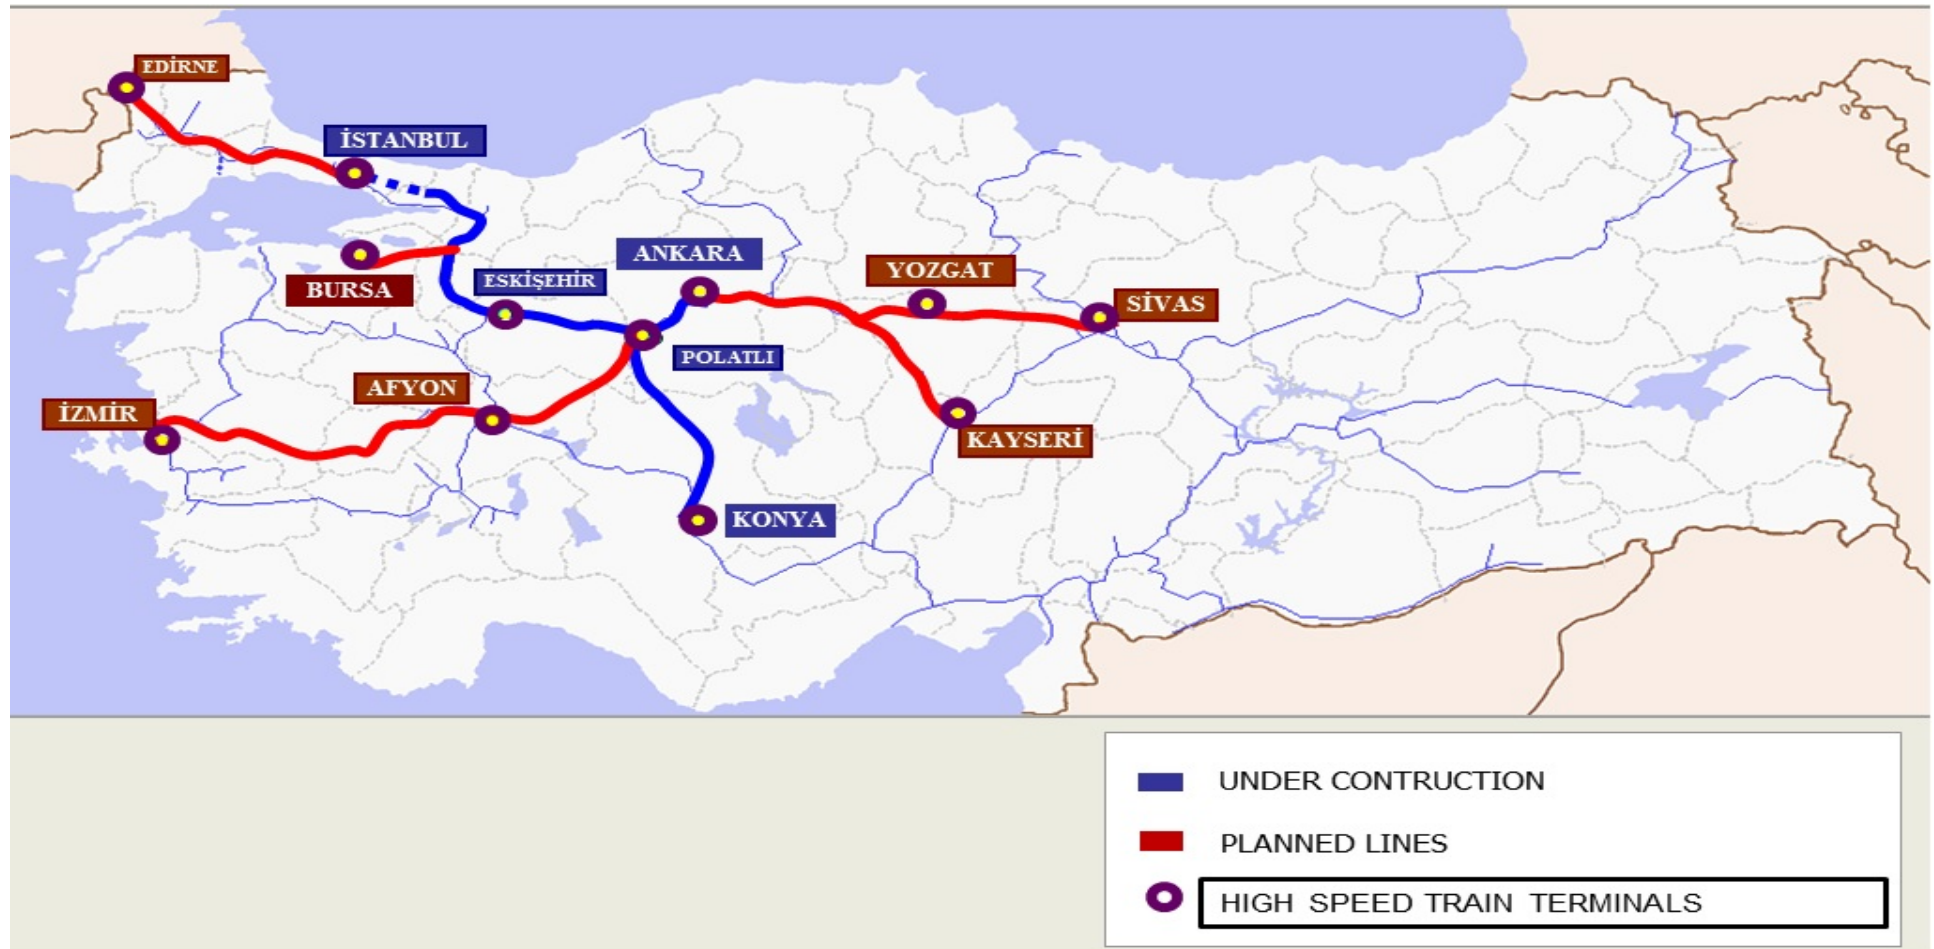 EDİRNE
İSTANBUL
ANKARA
YOZGAT
ESKİŞEHİR
BURSA
SİVAS
POLATLI
AFYON
İZMİR
KAYSERİ
KONYA
UNDER CONTRUCTION
PLANNED LINES
HIGH SPEED TRAIN TERMINALS